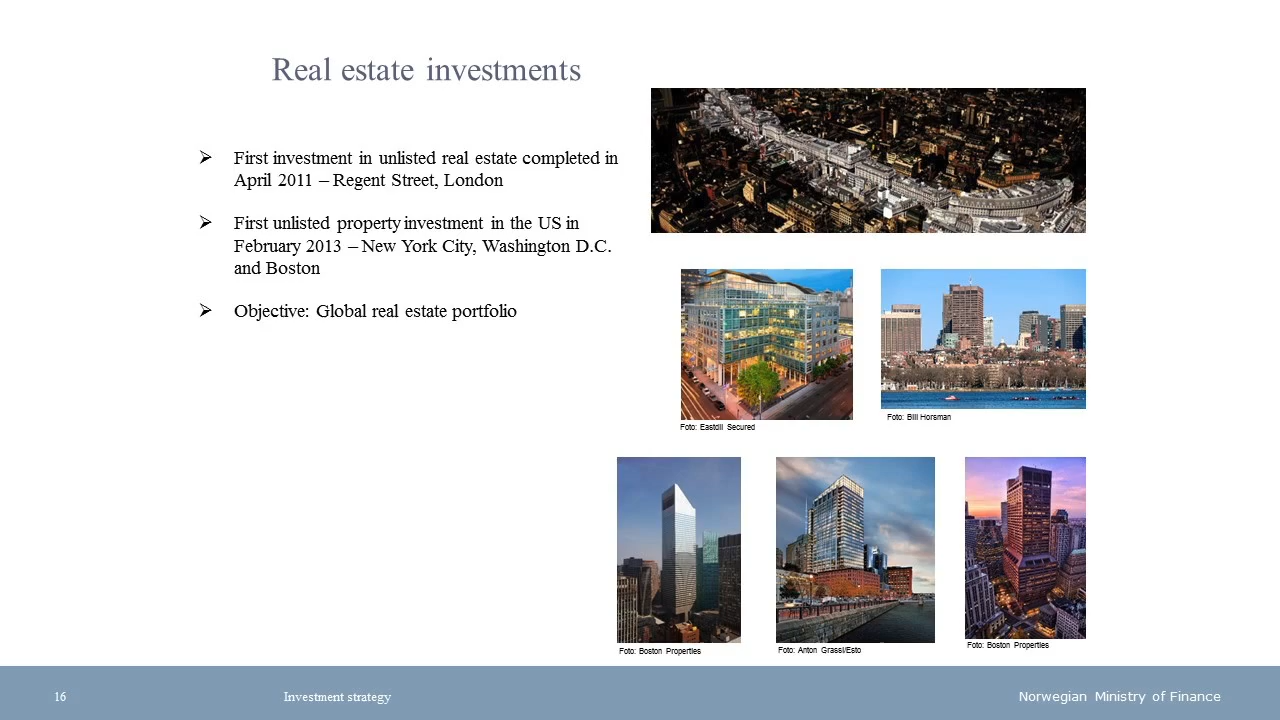 Real estate investments
First investment in unlisted real estate completed in
April 2011 – Regent Street, London
First unlisted property investment in the US in
February 2013 – New York City, Washington D.C.
and Boston
Objective: Global real estate portfolio
Foto: Eastdil Secured
Foto: Bill Horsman
Foto: Boston Properties
Foto: Anton Grassl/Esto
Foto: Boston Properties
16
Investment strategy
Norwegian Ministry of Finance